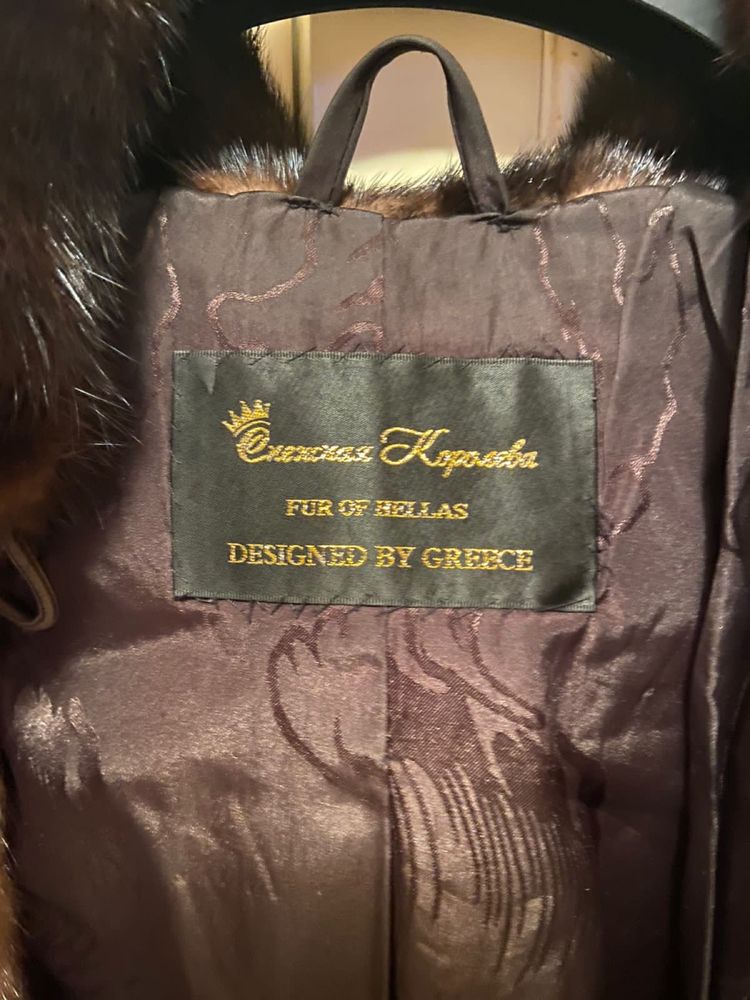 Снежная Королева
FUR OF HELLAS
DESIGNED BY GREECE